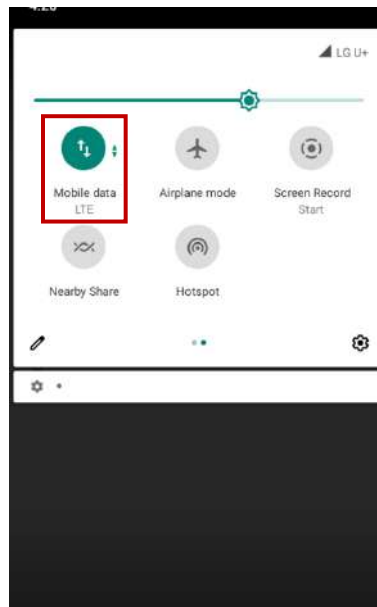 LG U+
Mobile data
LTE
Airplane mode
Screen Record
Start
Nearby Share
Hotspot